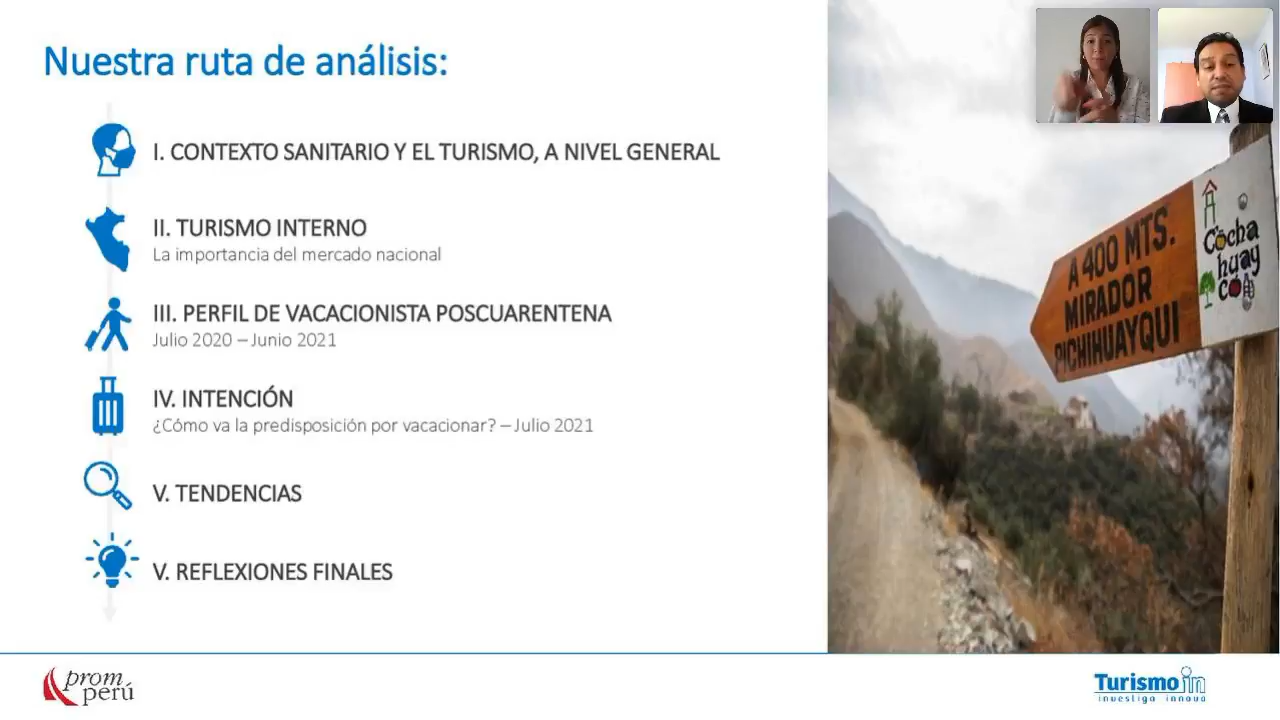 Nuestra ruta de análisis:
I. CONTEXTO SANITARIO Y EL TURISMO, A NIVEL GENERAL
II. TURISMO INTERNO
La importancia del mercado nacional
III. PERFIL DE VACACIONISTA POSCUARENTENA
Julio 2020 – Junio 2021
IV. INTENCIÓN
¿Cómo va la predisposición por vacacionar? – Julio 2021
V. TENDENCIAS
V. REFLEXIONES FINALES
A 400 MTS.
MIRADOR
PICHIHUAYQUI
Cocha
huay
co
prom
perú
Turismo in
investiga innova